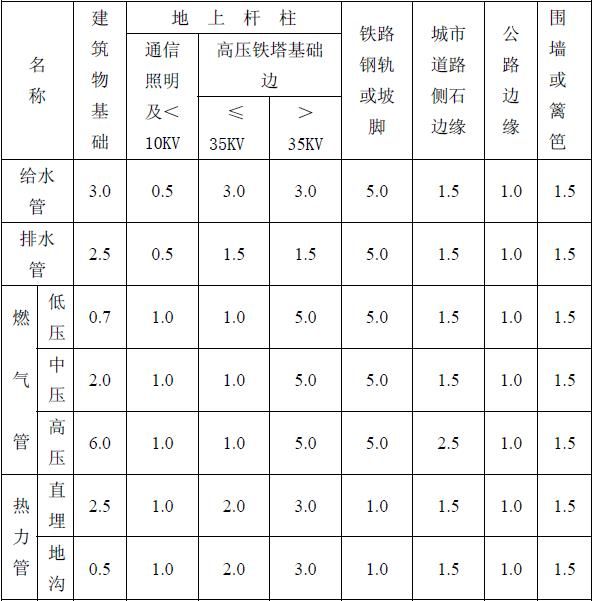 名称 建筑物基础 地上杆柱 铁路钢轨或坡脚 城市道路侧石边缘 公路边缘 围墙或篱笆
通信照明及＜10KV 高压铁塔基础边
≤35KV ＞35KV
给水管 3.0 0.5 3.0 3.0 5.0 1.5 1.0 1.5
排水管 2.5 0.5 1.5 1.5 5.0 1.5 1.0 1.5
燃气管 低压 0.7 1.0 1.0 5.0 5.0 1.5 1.0 1.5
中压 2.0 1.0 1.0 5.0 5.0 1.5 1.0 1.5
高压 6.0 1.0 1.0 5.0 5.0 2.5 1.0 1.5
热力管 直埋 2.5 1.0 2.0 3.0 1.0 1.5 1.0 1.5
地沟 0.5 1.0 2.0 3.0 1.0 1.5 1.0 1.5